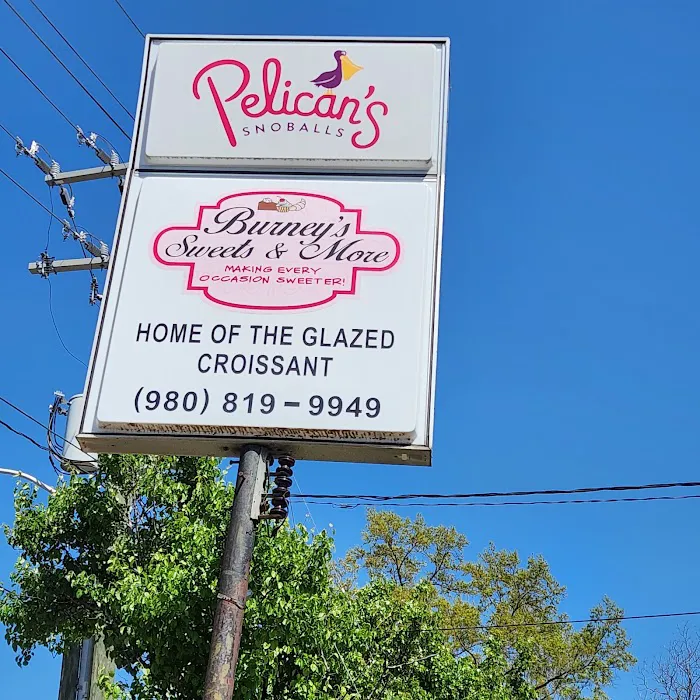 Pelican's
SNOBALLS
Burney's
Sweets & More
MAKING EVERY
OCCASION SWEETER!
HOME OF THE GLAZED
CROISSANT
(980) 819-9949